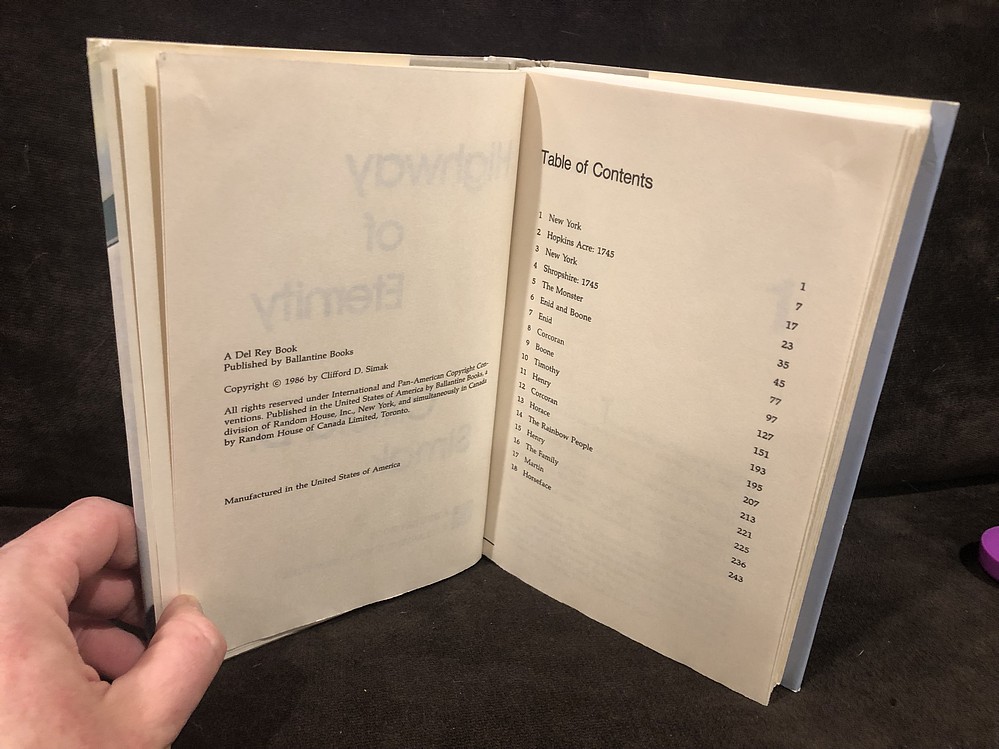 Highway
of
Eternity
A Del Rey Book
Published by Ballantine Books
Copyright © 1986 by Clifford D. Simak
All rights reserved under International and Pan-American Copyright Con-
ventions. Published in the United States of America by Ballantine Books, a
division of Random House, Inc., New York, and simultaneously in Canada
by Random House of Canada Limited, Toronto.
Simak
Manufactured in the United States of America
Table of Contents
1 New York 1
2 Hopkins Acre: 1745 7
3 New York 17
4 Shropshire: 1745 23
5 The Monster 35
6 Enid and Boone 45
7 Enid 77
8 Corcoran 97
9 Boone 127
10 Timothy 151
11 Henry 193
12 Corcoran 195
13 Horace 207
14 The Rainbow People 213
15 Henry 221
16 The Family 225
17 Martin 236
18 Horseface 243